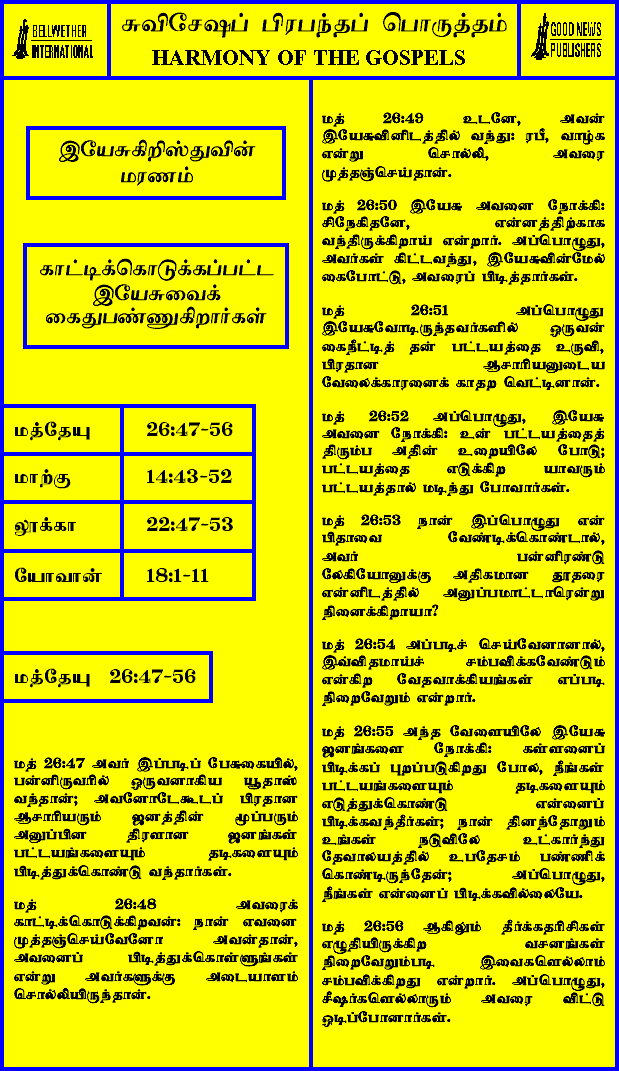 BELLWETHER
INTERNATIONAL
சுவிசேஷப் பிரபந்தப் பொருத்தம்
HARMONY OF THE GOSPELS
GOOD NEWS
PUBLISHERS
இயேசுகிறிஸ்துவின்
மரணம்
காட்டிக்கொடுக்கப்பட்ட
இயேசுவைக்
கைதுபண்ணுகிறார்கள்
மத்தேயு 26:47-56
மாற்கு 14:43-52
லூக்கா 22:47-53
யோவான் 18:1-11
மத்தேயு 26:47-56
மத் 26:47 அவர் இப்படிப் பேசுகையில்,
பன்னிருவரில் ஒருவனாகிய யூதாஸ்
வந்தான்; அவனோடேகூடப் பிரதான
ஆசாரியரும் ஜனத்தின் மூப்பரும்
அனுப்பின திரளான ஜனங்கள்
பட்டயங்களையும் தடிகளையும்
பிடித்துக்கொண்டு வந்தார்கள்.
மத் 26:48 அவரைக்
காட்டிக்கொடுக்கிறவன்: நான் எவனை
முத்தஞ்செய்வேனோ அவன்தான்,
அவனைப் பிடித்துக்கொள்ளுங்கள்
என்று அவர்களுக்கு அடையாளம்
சொல்லியிருந்தான்.
மத் 26:49 உடனே, அவன்
இயேசுவினிடத்தில் வந்து: ரபீ, வாழ்க
என்று சொல்லி, அவரை
முத்தஞ்செய்தான்.
மத் 26:50 இயேசு அவனை நோக்கி:
சிநேகிதனே, என்னத்திற்காக
வந்திருக்கிறாய் என்றார். அப்பொழுது,
அவர்கள் கிட்டவந்து, இயேசுவின்மேல்
கைபோட்டு, அவரைப் பிடித்தார்கள்.
மத் 26:51 அப்பொழுது
இயேசுவோடிருந்தவர்களில் ஒருவன்
கைநீட்டித் தன் பட்டயத்தை உருவி,
பிரதான ஆசாரியனுடைய
வேலைக்காரனைக் காதற வெட்டினான்.
மத் 26:52 அப்பொழுது, இயேசு
அவனை நோக்கி: உன் பட்டயத்தைத்
திரும்ப அதின் உறையிலே போடு;
பட்டயத்தை எடுக்கிற யாவரும்
பட்டயத்தால் மடிந்து போவார்கள்.
மத் 26:53 நான் இப்பொழுது என்
பிதாவை வேண்டிக்கொண்டால்,
அவர் பன்னிரண்டு
லேகியோனுக்கு அதிகமான தூதரை
என்னிடத்தில் அனுப்பமாட்டாரென்று
நினைக்கிறாயா?
மத் 26:54 அப்படிச் செய்வேனானால்,
இவ்விதமாய்ச் சம்பவிக்கவேண்டும்
என்கிற வேதவாக்கியங்கள் எப்படி
நிறைவேறும் என்றார்.
மத் 26:55 அந்த வேளையிலே இயேசு
ஜனங்களை நோக்கி: கள்ளனைப்
பிடிக்கப் புறப்படுகிறது போல, நீங்கள்
பட்டயங்களையும் தடிகளையும்
எடுத்துக்கொண்டு என்னைப்
பிடிக்கவந்தீர்கள்; நான் தினந்தோறும்
உங்கள் நடுவிலே உட்கார்ந்து
தேவாலயத்தில் உபதேசம் பண்ணிக்
கொண்டிருந்தேன்; அப்பொழுது,
நீங்கள் என்னைப் பிடிக்கவில்லையே.
மத் 26:56 ஆகிலும் தீர்க்கதரிசிகள்
எழுதியிருக்கிற வசனங்கள்
நிறைவேறும்படி இவைகளெல்லாம்
சம்பவிக்கிறது என்றார். அப்பொழுது,
சீஷர்களெல்லாரும் அவரை விட்டு
ஓடிப்போனார்கள்.